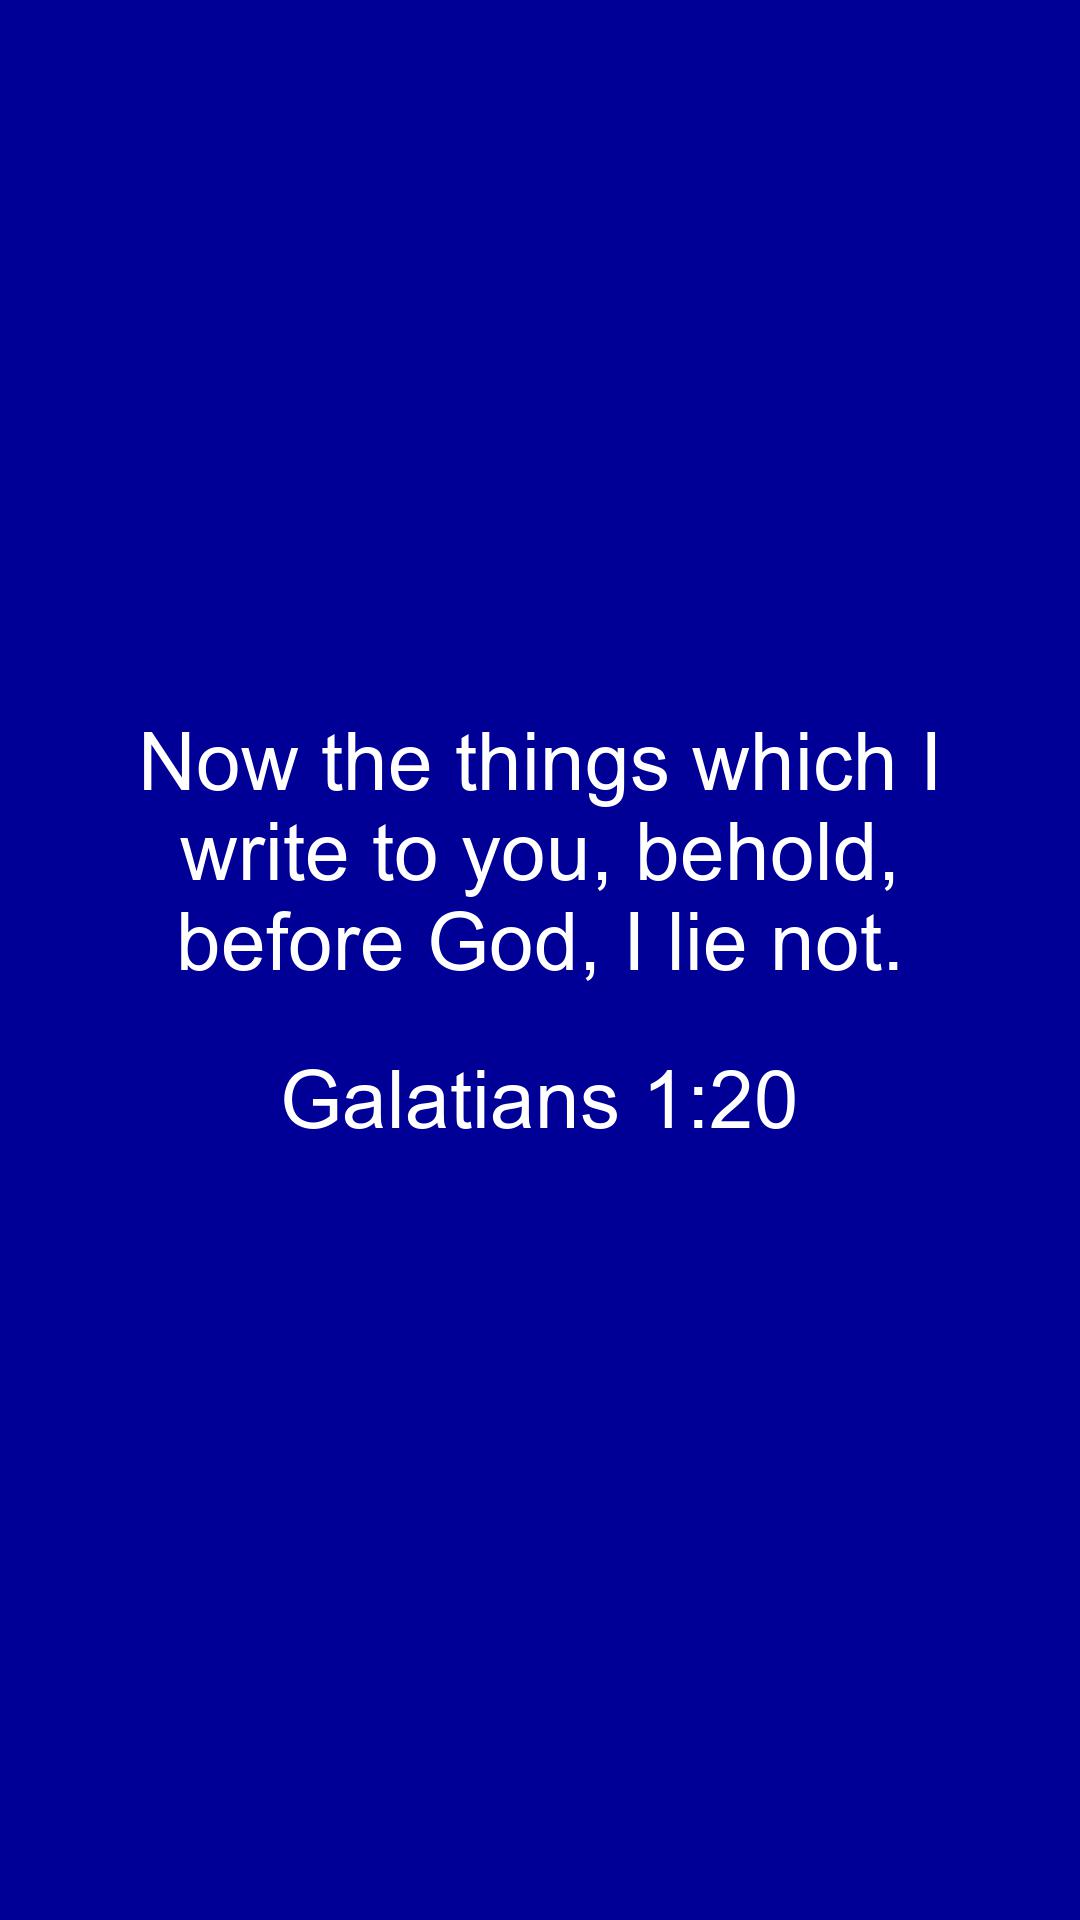 Now the things which I
write to you, behold,
before God, I lie not.
Galatians 1:20